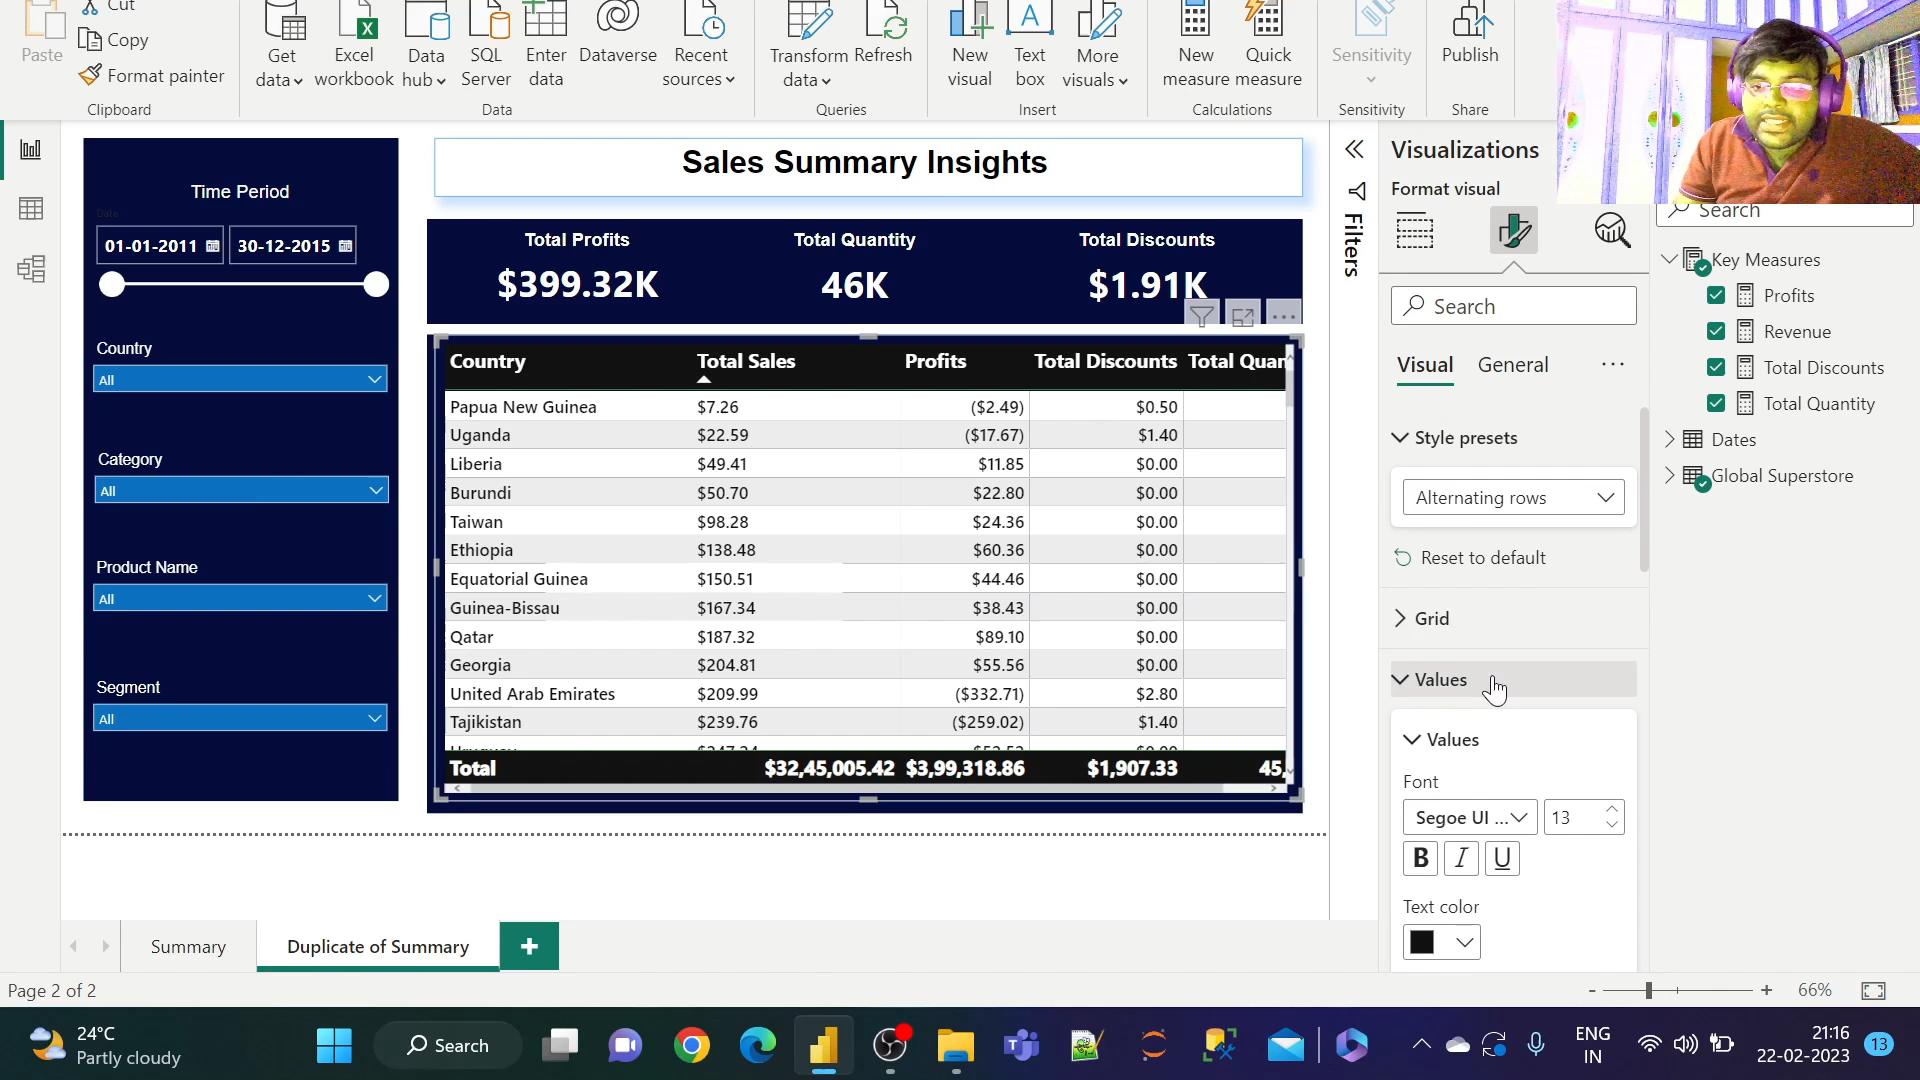 Cut
Paste
Copy
Format painter
Clipboard
Get data
Excel workbook
Data hub
SQL Server
Enter data
Dataverse
Recent sources
Data
Transform data
Refresh
Queries
New visual
Text box
More visuals
Insert
New measure
Quick measure
Calculations
Sensitivity
Sensitivity
Publish
Share
Time Period
Date
01-01-2011 30-12-2015
Country
All
Category
All
Product Name
All
Segment
All
Sales Summary Insights
Total Profits Total Quantity Total Discounts
$399.32K 46K $1.91K
Country Total Sales Profits Total Discounts Total Quan
Papua New Guinea $7.26 ($2.49) $0.50
Uganda $22.59 ($17.67) $1.40
Liberia $49.41 $11.85 $0.00
Burundi $50.70 $22.80 $0.00
Taiwan $98.28 $24.36 $0.00
Ethiopia $138.48 $60.36 $0.00
Equatorial Guinea $150.51 $44.46 $0.00
Guinea-Bissau $167.34 $38.43 $0.00
Qatar $187.32 $89.10 $0.00
Georgia $204.81 $55.56 $0.00
United Arab Emirates $209.99 ($332.71) $2.80
Tajikistan $239.76 ($259.02) $1.40
Total $32,45,005.42 $3,99,318.86 $1,907.33 45,
Filters
Visualizations
Format visual
Search
Visual General
Style presets
Alternating rows
Reset to default
Grid
Values
Values
Font
Segoe UI ... 13
B I U
Text color
Search
Key Measures
Profits
Revenue
Total Discounts
Total Quantity
Dates
Global Superstore
Summary
Duplicate of Summary
+
Page 2 of 2
- + 66%
24°C
Partly cloudy
Search
ENG
IN
21:16
22-02-2023
13